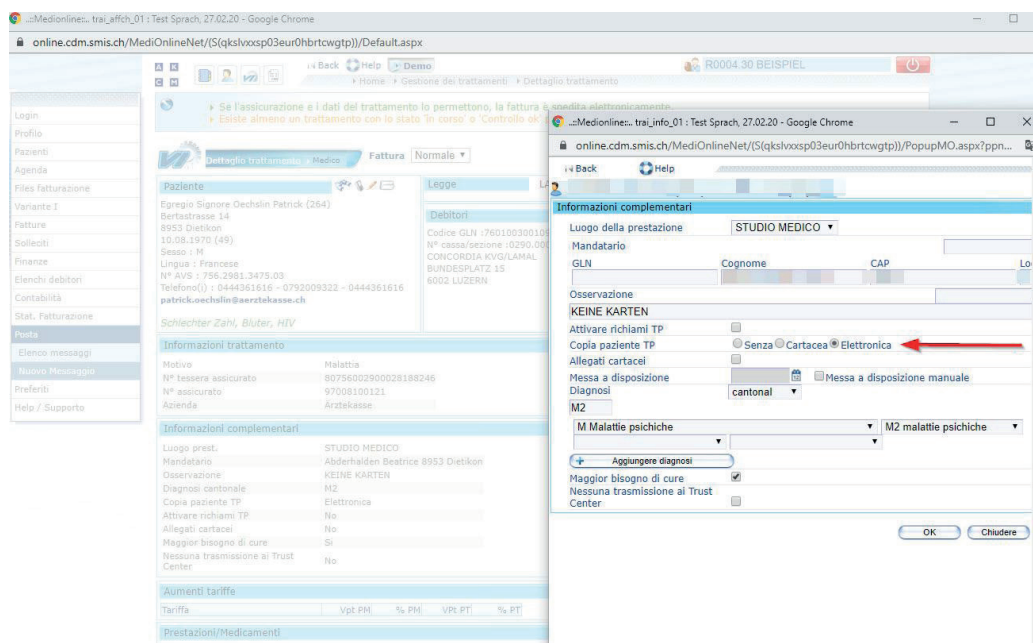 ..::Medionline::.. trai_affch_01 : Test Sprach, 27.02.20 - Google Chrome
online.cdm.smis.ch/MediOnlineNet/(S(qkslvxxsp03eur0hbrtcwgtp))/Default.aspx
Back Help Demo
R0004.30 BEISPIEL
Home Gestione dei trattamenti Dettaglio trattamento
Se l'assicurazione e i dati del trattamento lo permettono, la fattura è spedita elettronicamente.
Esiste almeno un trattamento con lo stato 'in corso' o 'Controllo ok'
Login
Profilo
Pazienti
Agenda
Files fatturazione
Variante I
Fatture
Solleciti
Finanze
Elenchi debitori
Contabilità
Stat. Fatturazione
Posta
Elenco messaggi
Nuovo Messaggio
Preferiti
Help / Supporto
Dettaglio trattamento Medico Fattura Normale
Paziente
Egregio Signore Oechslin Patrick (264)
Bertastrasse 14
8953 Dietikon
10.08.1970 (49)
Sesso : M
Lingua : Francese
N° AVS : 756.2981.3475.03
Telefono(i) : 0444361616 - 0792009322 - 0444361616
patrick.oechslin@aerztekasse.ch
Schlechter Zahl, Bluter, HIV
Legge
Debitori
Codice GLN :76010030010
N° cassa/sezione :0290.00
CONCORDIA KVG/LAMAL
BUNDESPLATZ 15
6002 LUZERN
Informazioni trattamento
Motivo Malattia
N° tessera assicurato 80756002900028188246
N° assicurato 97008100121
Azienda Ärztekasse
Informazioni complementari
Luogo prest. STUDIO MEDICO
Mandatario Abderhalden Beatrice 8953 Dietikon
Osservazione KEINE KARTEN
Diagnosi cantonale M2
Copia paziente TP Elettronica
Attivare richiami TP No
Allegati cartacei No
Maggior bisogno di cure Si
Nessuna trasmissione ai Trust
Center No
Aumenti tariffe
Tariffa Vpt PM % PM VPt PT % PT
Prestazioni/Medicamenti
..::Medionline::.. trai_info_01 : Test Sprach, 27.02.20 - Google Chrome
online.cdm.smis.ch/MediOnlineNet/(S(qkslvxxsp03eur0hbrtcwgtp))/PopupMO.aspx?ppn...
Back Help
Informazioni complementari
Luogo della prestazione STUDIO MEDICO
Mandatario
GLN Cognome CAP Lo
Osservazione
KEINE KARTEN
Attivare richiami TP
Copia paziente TP Senza Cartacea Elettronica
Allegati cartacei
Messa a disposizione Messa a disposizione manuale
Diagnosi cantonal
M2
M Malattie psichiche M2 malattie psichiche
Aggiungere diagnosi
Maggior bisogno di cure
Nessuna trasmissione ai Trust
Center
OK Chiudere